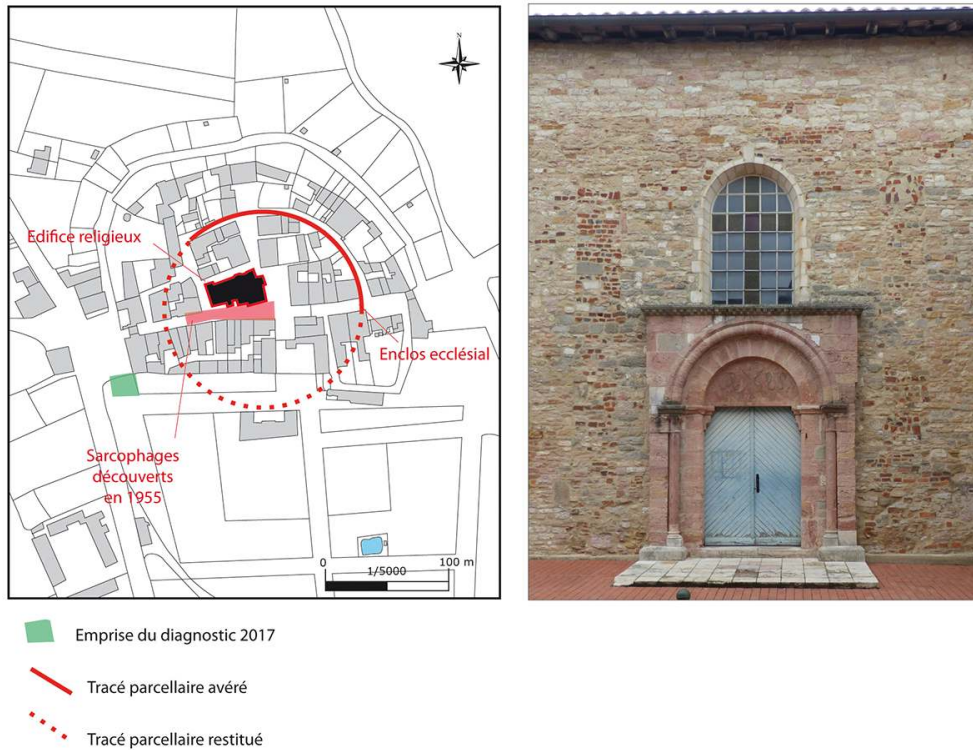 N
Edifice religieux
Enclos ecclésial
Sarcophages
découverts
en 1955
0 100 m
1/5000
Emprise du diagnostic 2017
Tracé parcellaire avéré
Tracé parcellaire restitué